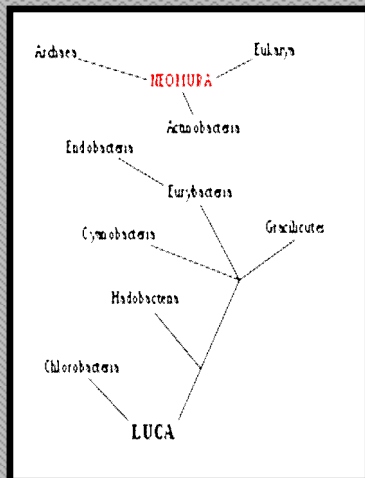 Archaea
Eukarya
NEOMURA
Actinobacteria
Endobacteria
Eurybacteria
Cyanobacteria
Gracilicutes
Hadobacteria
Chlorobacteria
LUCA